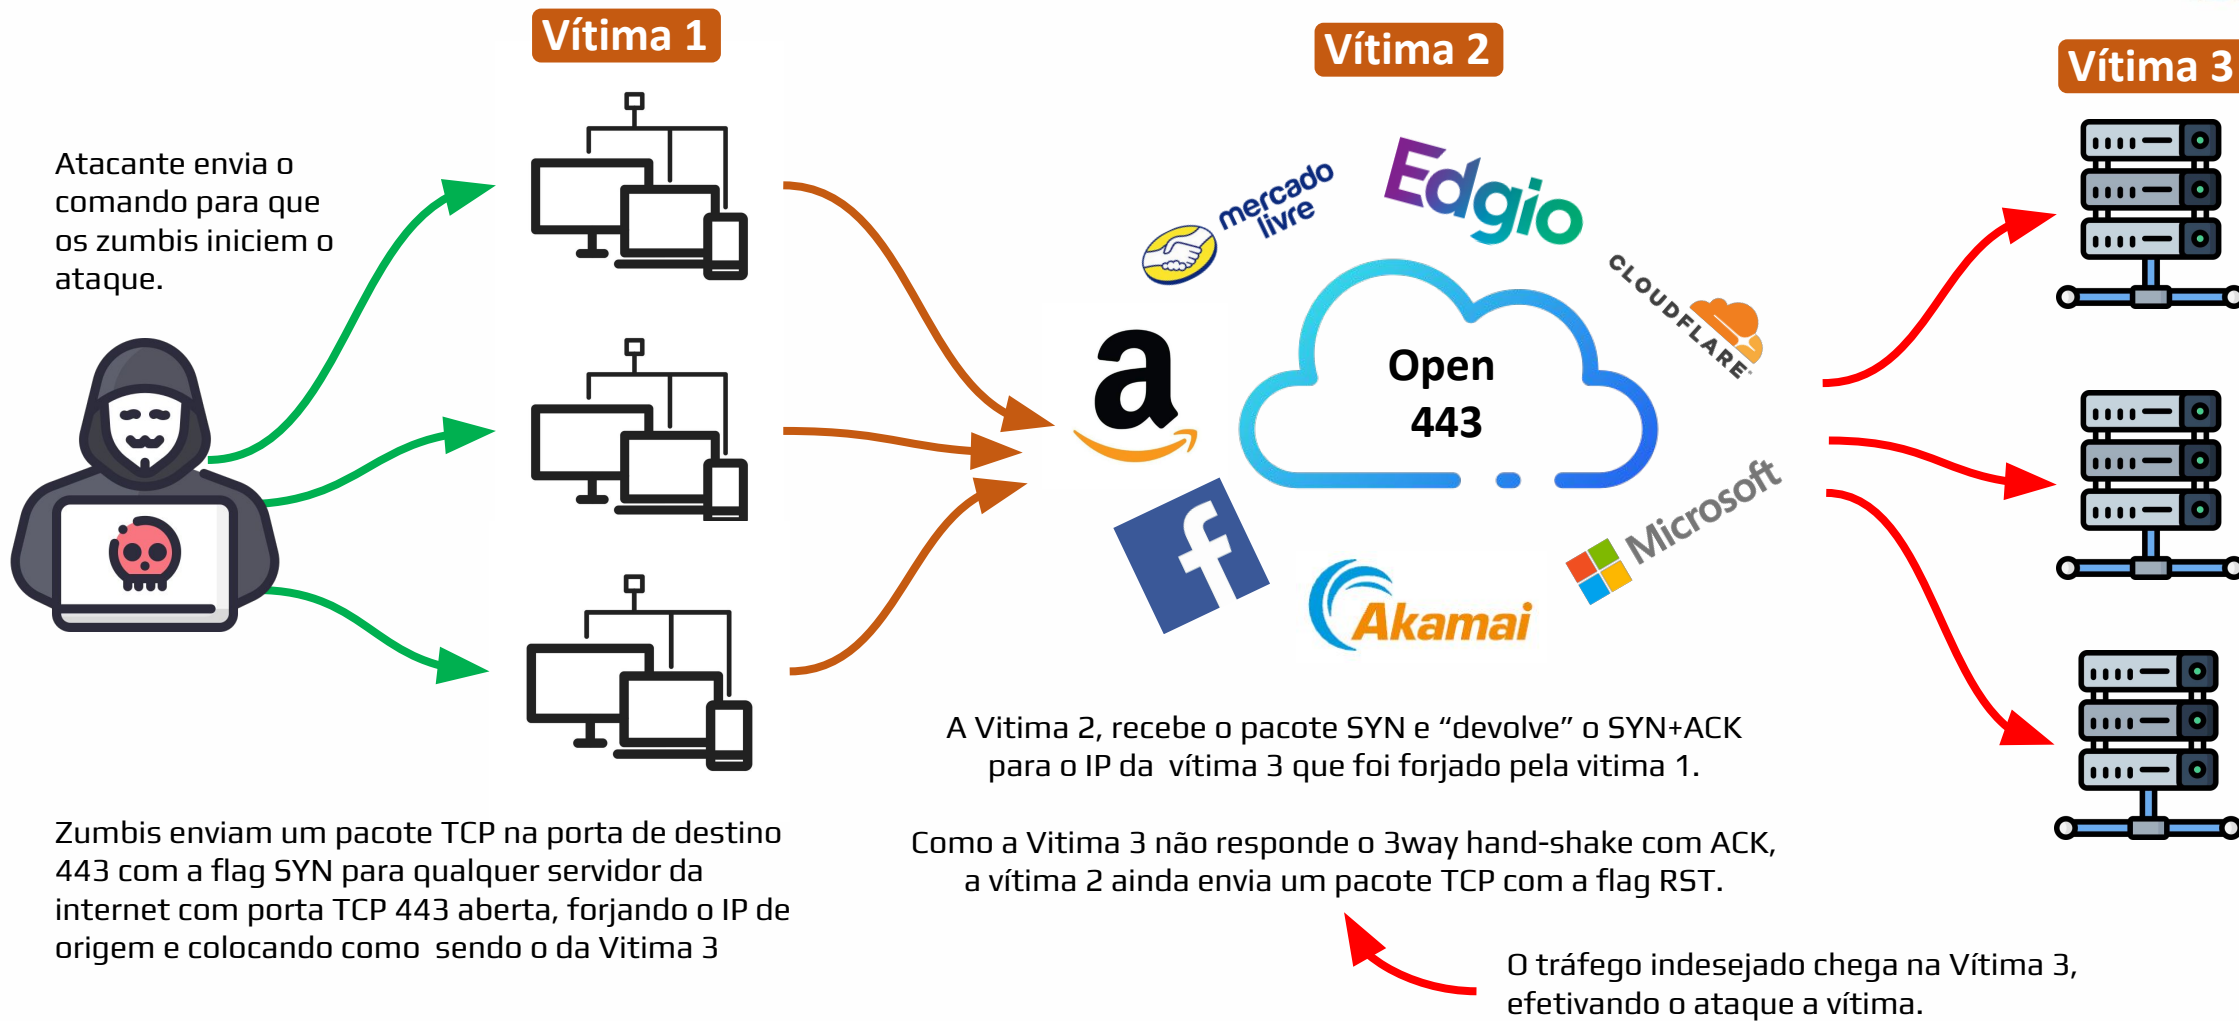 Vítima 1
Vítima 2
Vítima 3
Atacante envia o
comando para que
os zumbis iniciem o
ataque.
mercado
livre
Edgio
CLOUDFLARE
a
Open
443
f
Microsoft
Akamai
A Vitima 2, recebe o pacote SYN e “devolve” o SYN+ACK
para o IP da vítima 3 que foi forjado pela vitima 1.
Como a Vitima 3 não responde o 3way hand-shake com ACK,
a vítima 2 ainda envia um pacote TCP com a flag RST.
Zumbis enviam um pacote TCP na porta de destino
443 com a flag SYN para qualquer servidor da
internet com porta TCP 443 aberta, forjando o IP de
origem e colocando como sendo o da Vitima 3
O tráfego indesejado chega na Vítima 3,
efetivando o ataque a vítima.